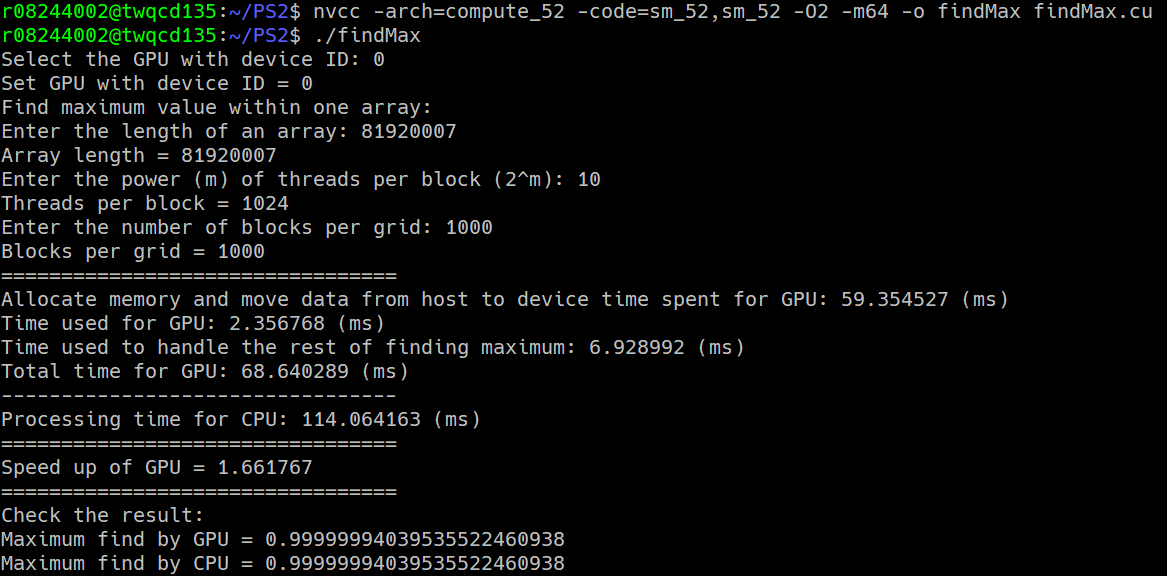 r08244002@twqcd135:~/PS2$ nvcc -arch=compute_52 -code=sm_52,sm_52 -O2 -m64 -o findMax findMax.cu
r08244002@twqcd135:~/PS2$ ./findMax
Select the GPU with device ID: 0
Set GPU with device ID = 0
Find maximum value within one array:
Enter the length of an array: 81920007
Array length = 81920007
Enter the power (m) of threads per block (2^m): 10
Threads per block = 1024
Enter the number of blocks per grid: 1000
Blocks per grid = 1000
=================================
Allocate memory and move data from host to device time spent for GPU: 59.354527 (ms)
Time used for GPU: 2.356768 (ms)
Time used to handle the rest of finding maximum: 6.928992 (ms)
Total time for GPU: 68.640289 (ms)
---------------------------------
Processing time for CPU: 114.064163 (ms)
=================================
Speed up of GPU = 1.661767
=================================
Check the result:
Maximum find by GPU = 0.99999994039535522460938
Maximum find by CPU = 0.99999994039535522460938